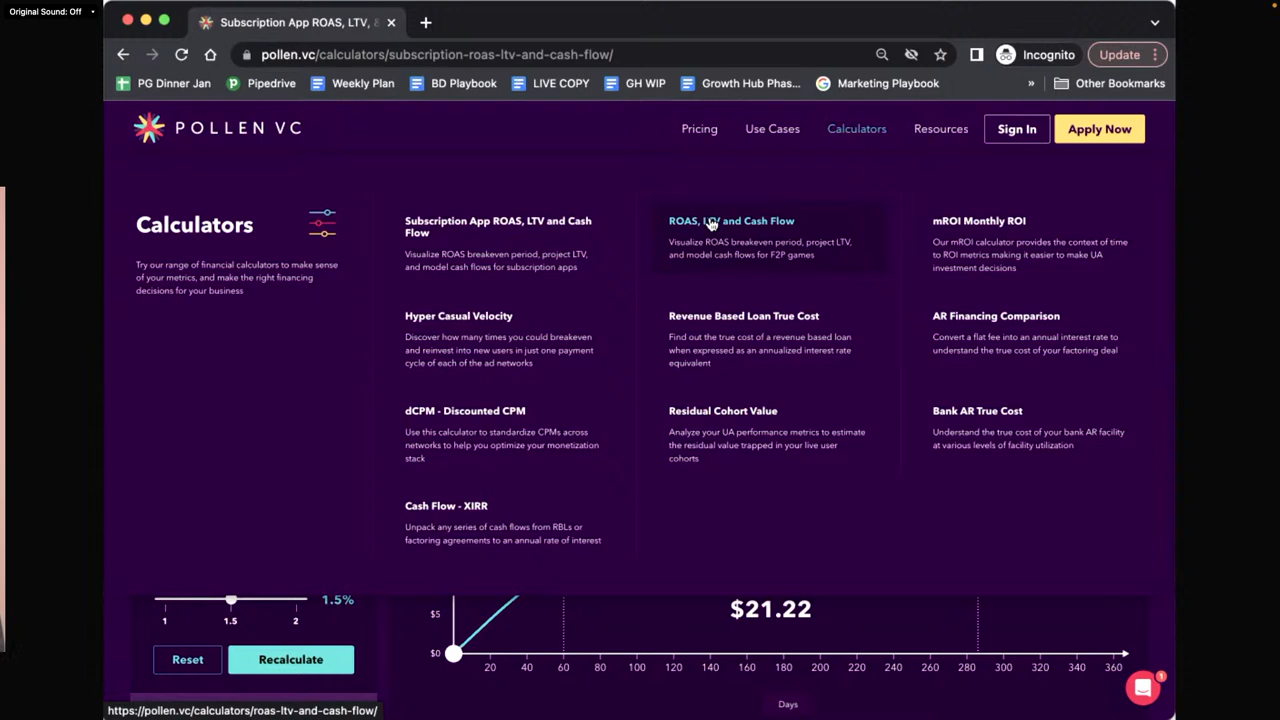 Original Sound: Off
Subscription App ROAS, LTV, &
pollen.vc/calculators/subscription-roas-ltv-and-cash-flow/
Incognito
Update
PG Dinner Jan
Pipedrive
Weekly Plan
BD Playbook
LIVE COPY
GH WIP
Growth Hub Phas...
Marketing Playbook
»
Other Bookmarks
POLLEN VC
Pricing
Use Cases
Calculators
Resources
Sign In
Apply Now
Calculators
Try our range of financial calculators to make sense
of your metrics, and make the right financing
decisions for your business
Subscription App ROAS, LTV and Cash
Flow
Visualize ROAS breakeven period, project LTV,
and model cash flows for subscription apps
ROAS, LTV and Cash Flow
Visualize ROAS breakeven period, project LTV,
and model cash flows for F2P games
mROI Monthly ROI
Our mROI calculator provides the context of time
to ROI metrics making it easier to make UA
investment decisions
Hyper Casual Velocity
Discover how many times you could breakeven
and reinvest into new users in just one payment
cycle of each of the ad networks
Revenue Based Loan True Cost
Find out the true cost of a revenue based loan
when expressed as an annualized interest rate
equivalent
AR Financing Comparison
Convert a flat fee into an annual interest rate to
understand the true cost of your factoring deal
dCPM - Discounted CPM
Use this calculator to standardize CPMs across
networks to help you optimize your monetization
stack
Residual Cohort Value
Analyze your UA performance metrics to estimate
the residual value trapped in your live user
cohorts
Bank AR True Cost
Understand the true cost of your bank AR facility
at various levels of facility utilization
Cash Flow - XIRR
Unpack any series of cash flows from RBLs or
factoring agreements to an annual rate of interest
1.5%
1 1.5 2
Reset
Recalculate
$5
$21.22
$0
20 40 60 80 100 120 140 160 180 200 220 240 260 280 300 320 340 360
Days
1
https://pollen.vc/calculators/roas-ltv-and-cash-flow/